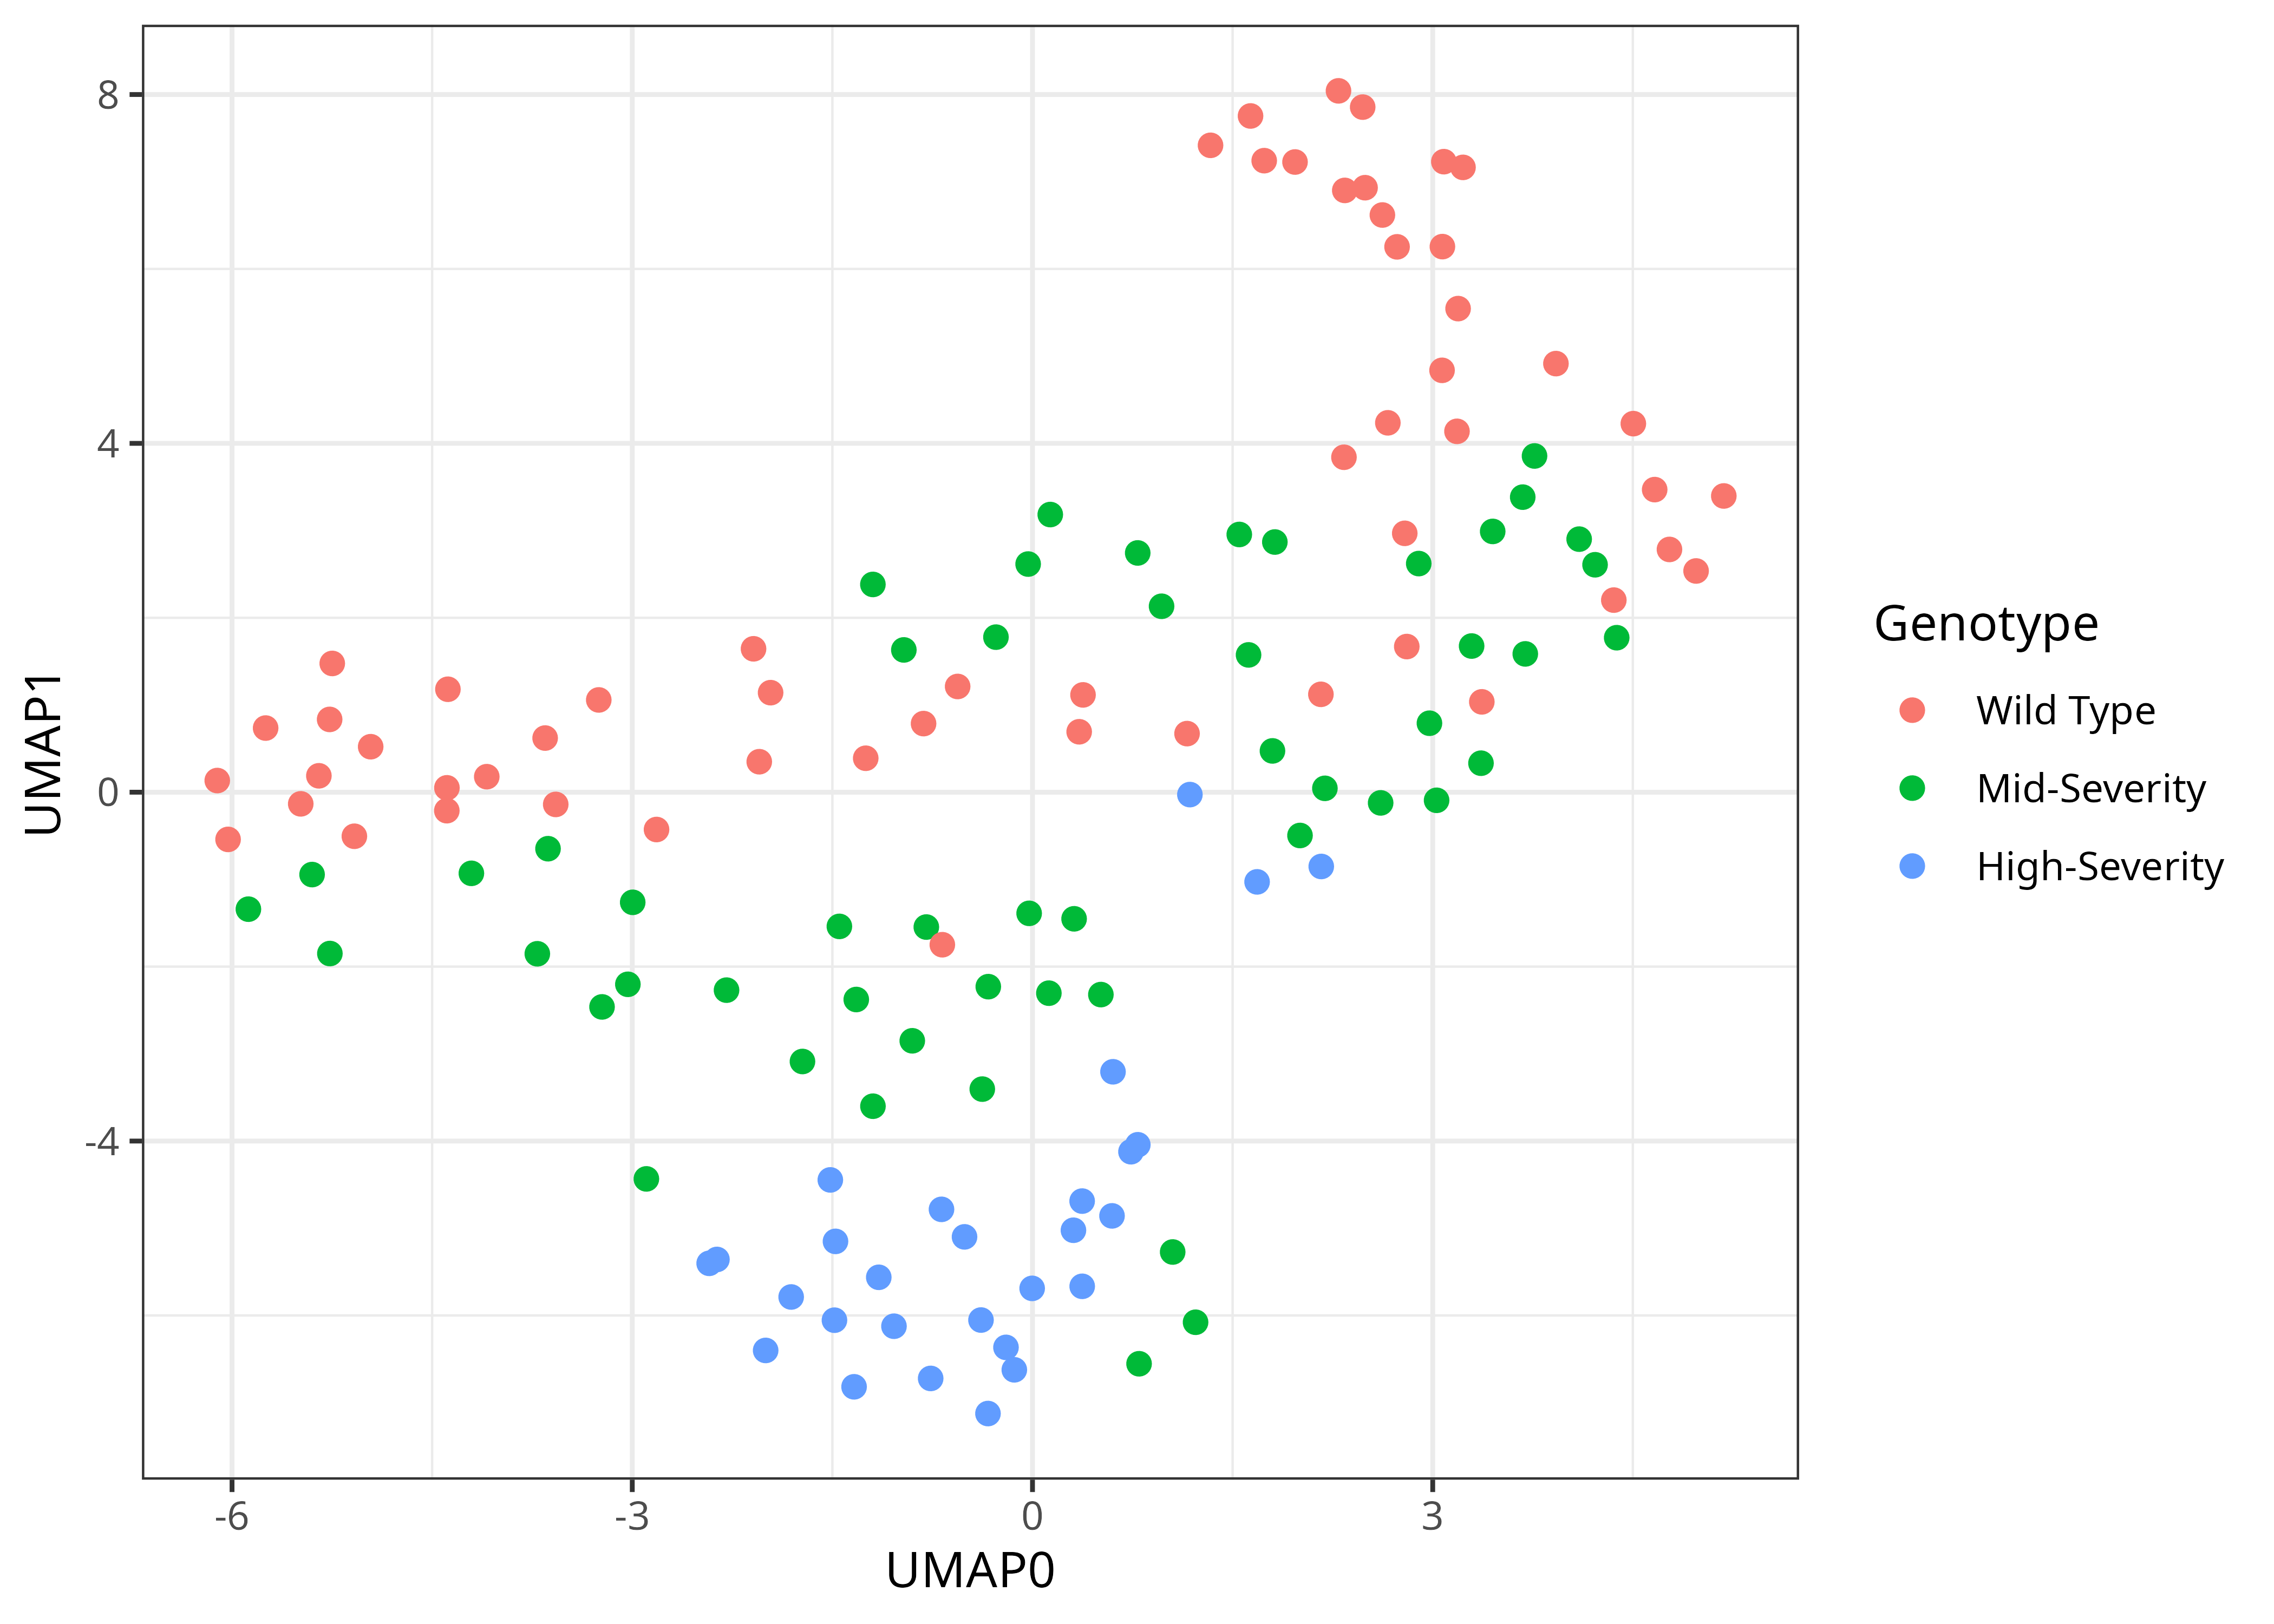 8
4
0
-4
-6
-3
0
3
UMAP1
UMAP0
Genotype
Wild Type
Mid-Severity
High-Severity